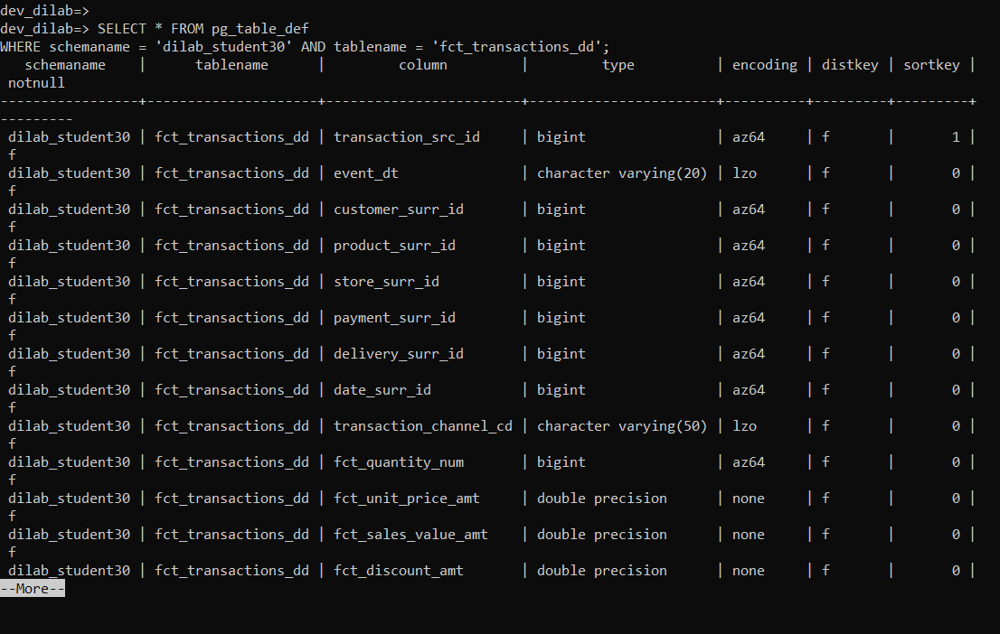 dev_dilab=>
dev_dilab=> SELECT * FROM pg_table_def
WHERE schemaname = 'dilab_student30' AND tablename = 'fct_transactions_dd';
   schemaname    |      tablename      |         column         |         type          | encoding | distkey | sortkey |
 notnull
-----------------+---------------------+------------------------+-----------------------+----------+---------+---------+
---------
 dilab_student30 | fct_transactions_dd | transaction_src_id     | bigint                | az64     | f       |       1 |
 f
 dilab_student30 | fct_transactions_dd | event_dt               | character varying(20) | lzo      | f       |       0 |
 f
 dilab_student30 | fct_transactions_dd | customer_surr_id       | bigint                | az64     | f       |       0 |
 f
 dilab_student30 | fct_transactions_dd | product_surr_id        | bigint                | az64     | f       |       0 |
 f
 dilab_student30 | fct_transactions_dd | store_surr_id          | bigint                | az64     | f       |       0 |
 f
 dilab_student30 | fct_transactions_dd | payment_surr_id        | bigint                | az64     | f       |       0 |
 f
 dilab_student30 | fct_transactions_dd | delivery_surr_id       | bigint                | az64     | f       |       0 |
 f
 dilab_student30 | fct_transactions_dd | date_surr_id           | bigint                | az64     | f       |       0 |
 f
 dilab_student30 | fct_transactions_dd | transaction_channel_cd | character varying(50) | lzo      | f       |       0 |
 f
 dilab_student30 | fct_transactions_dd | fct_quantity_num       | bigint                | az64     | f       |       0 |
 f
 dilab_student30 | fct_transactions_dd | fct_unit_price_amt     | double precision      | none     | f       |       0 |
 f
 dilab_student30 | fct_transactions_dd | fct_sales_value_amt    | double precision      | none     | f       |       0 |
 f
 dilab_student30 | fct_transactions_dd | fct_discount_amt       | double precision      | none     | f       |       0 |
--More--